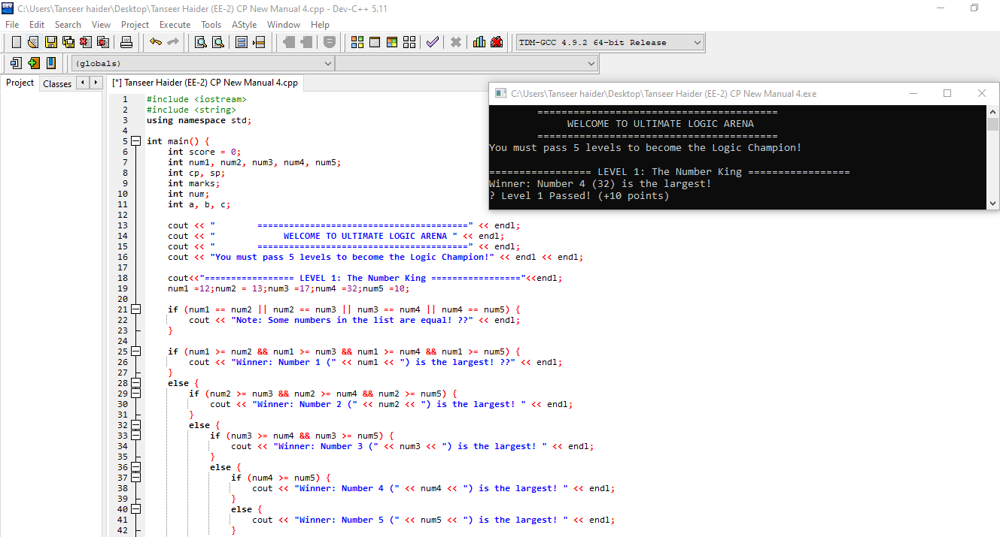 C:\Users\Tanseer haider\Desktop\Tanseer Haider (EE-2) CP New Manual 4.cpp - Dev-C++ 5.11
File Edit Search View Project Execute Tools AStyle Window Help
TDM-GCC 4.9.2 64-bit Release
(globals)
Project Classes
[*] Tanseer Haider (EE-2) CP New Manual 4.cpp
1 #include <iostream>
2 #include <string>
3 using namespace std;
4
5 int main() {
6 int score = 0;
7 int num1, num2, num3, num4, num5;
8 int cp, sp;
9 int marks;
10 int num;
11 int a, b, c;
12
13 cout << "        ========================================" << endl;
14 cout << "             WELCOME TO ULTIMATE LOGIC ARENA " << endl;
15 cout << "        ========================================" << endl;
16 cout << "You must pass 5 levels to become the Logic Champion!" << endl << endl;
17
18 cout<<"================= LEVEL 1: The Number King ================="<<endl;
19 num1 =12;num2 = 13;num3 =17;num4 =32;num5 =10;
20
21 if (num1 == num2 || num2 == num3 || num3 == num4 || num4 == num5) {
22 cout << "Note: Some numbers in the list are equal! ??" << endl;
23 }
24
25 if (num1 >= num2 && num1 >= num3 && num1 >= num4 && num1 >= num5) {
26 cout << "Winner: Number 1 (" << num1 << ") is the largest! ??" << endl;
27 }
28 else {
29 if (num2 >= num3 && num2 >= num4 && num2 >= num5) {
30 cout << "Winner: Number 2 (" << num2 << ") is the largest! " << endl;
31 }
32 else {
33 if (num3 >= num4 && num3 >= num5) {
34 cout << "Winner: Number 3 (" << num3 << ") is the largest! " << endl;
35 }
36 else {
37 if (num4 >= num5) {
38 cout << "Winner: Number 4 (" << num4 << ") is the largest! " << endl;
39 }
40 else {
41 cout << "Winner: Number 5 (" << num5 << ") is the largest! " << endl;
42 }
C:\Users\Tanseer haider\Desktop\Tanseer Haider (EE-2) CP New Manual 4.exe
========================================
WELCOME TO ULTIMATE LOGIC ARENA
========================================
You must pass 5 levels to become the Logic Champion!
================= LEVEL 1: The Number King =================
Winner: Number 4 (32) is the largest!
? Level 1 Passed! (+10 points)